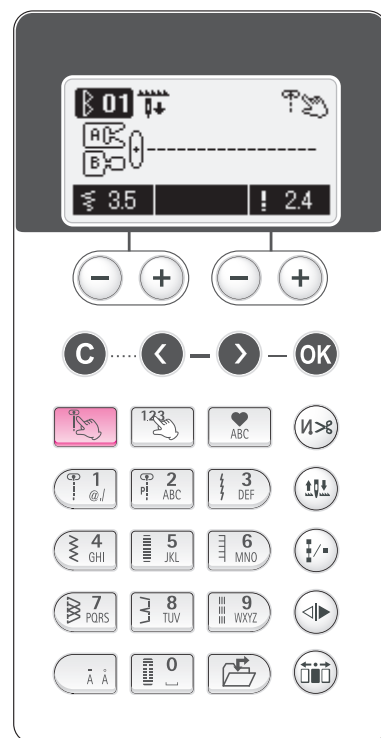 01
A
B
3.5 ! 2.4
− + − +
C OK
123 ABC
1 @./ P 2 ABC 3 DEF
4 GHI 5 JKL 6 MNO
7 PQRS 8 TUV 9 WXYZ
Ä Å 0